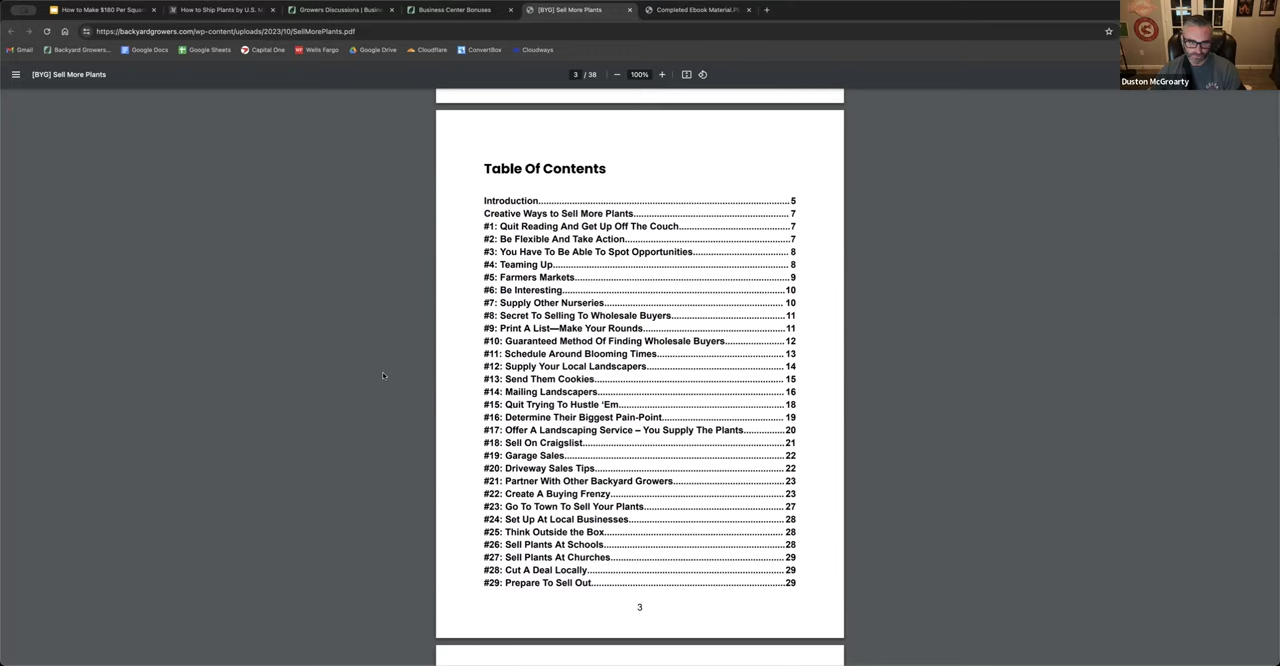 How to Make $180 Per Squar
How to Ship Plants by U.S. M
Growers Discussions | Busin
Business Center Bonuses
[BYG] Sell More Plants
Completed Ebook Material.P
https://backyardgrowers.com/wp-content/uploads/2023/10/SellMorePlants.pdf
Gmail
Backyard Growers...
Google Docs
Google Sheets
Capital One
Wells Fargo
Google Drive
Cloudflare
ConvertBox
Cloudways
[BYG] Sell More Plants
3 / 38
100%
Duston McGroarty
Table Of Contents
Introduction 5
Creative Ways to Sell More Plants 7
#1: Quit Reading And Get Up Off The Couch 7
#2: Be Flexible And Take Action 7
#3: You Have To Be Able To Spot Opportunities 8
#4: Teaming Up 8
#5: Farmers Markets 9
#6: Be Interesting 10
#7: Supply Other Nurseries 10
#8: Secret To Selling To Wholesale Buyers 11
#9: Print A List—Make Your Rounds 11
#10: Guaranteed Method Of Finding Wholesale Buyers 12
#11: Schedule Around Blooming Times 13
#12: Supply Your Local Landscapers 14
#13: Send Them Cookies 15
#14: Mailing Landscapers 16
#15: Quit Trying To Hustle ‘Em 18
#16: Determine Their Biggest Pain-Point 19
#17: Offer A Landscaping Service – You Supply The Plants 20
#18: Sell On Craigslist 21
#19: Garage Sales 22
#20: Driveway Sales Tips 22
#21: Partner With Other Backyard Growers 23
#22: Create A Buying Frenzy 23
#23: Go To Town To Sell Your Plants 27
#24: Set Up At Local Businesses 28
#25: Think Outside the Box 28
#26: Sell Plants At Schools 28
#27: Sell Plants At Churches 29
#28: Cut A Deal Locally 29
#29: Prepare To Sell Out 29
3